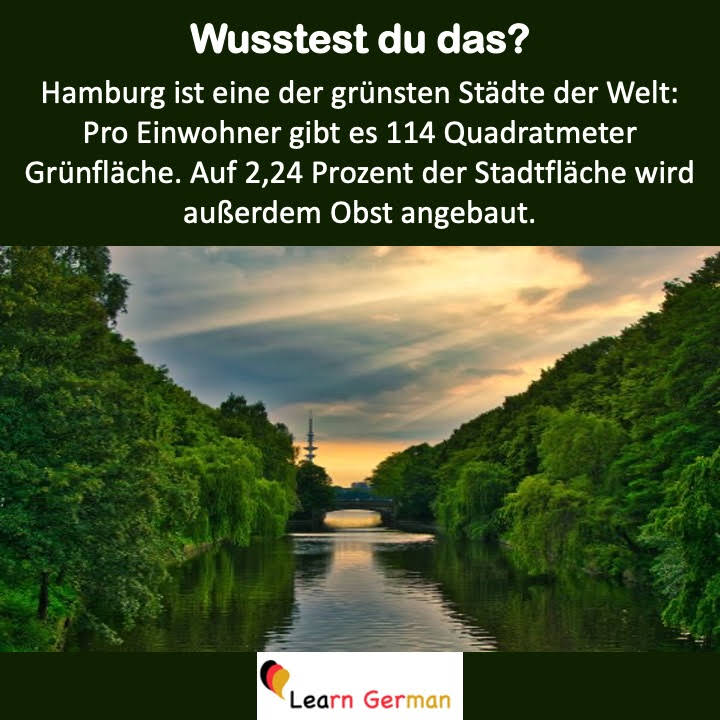 Wusstest du das?
Hamburg ist eine der grünsten Städte der Welt:
Pro Einwohner gibt es 114 Quadratmeter
Grünfläche. Auf 2,24 Prozent der Stadtfläche wird
außerdem Obst angebaut.
Learn German